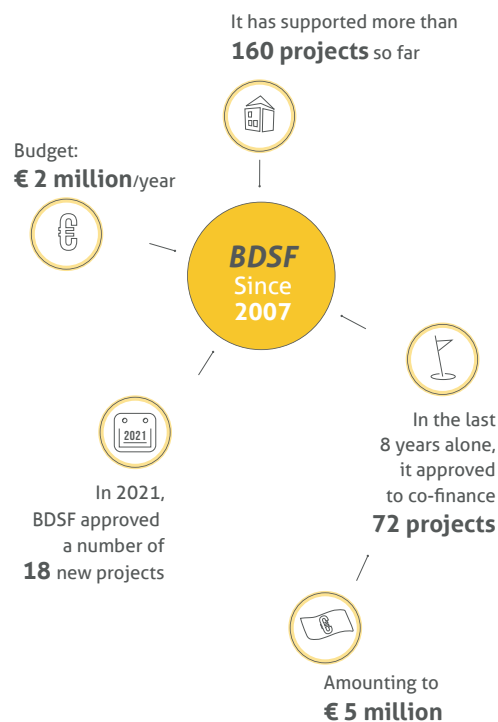 It has supported more than
160 projects so far
Budget:
€ 2 million/year
BDSF
Since
2007
2021
In 2021,
BDSF approved
a number of
18 new projects
In the last
8 years alone,
it approved
to co-finance
72 projects
Amounting to
€ 5 million